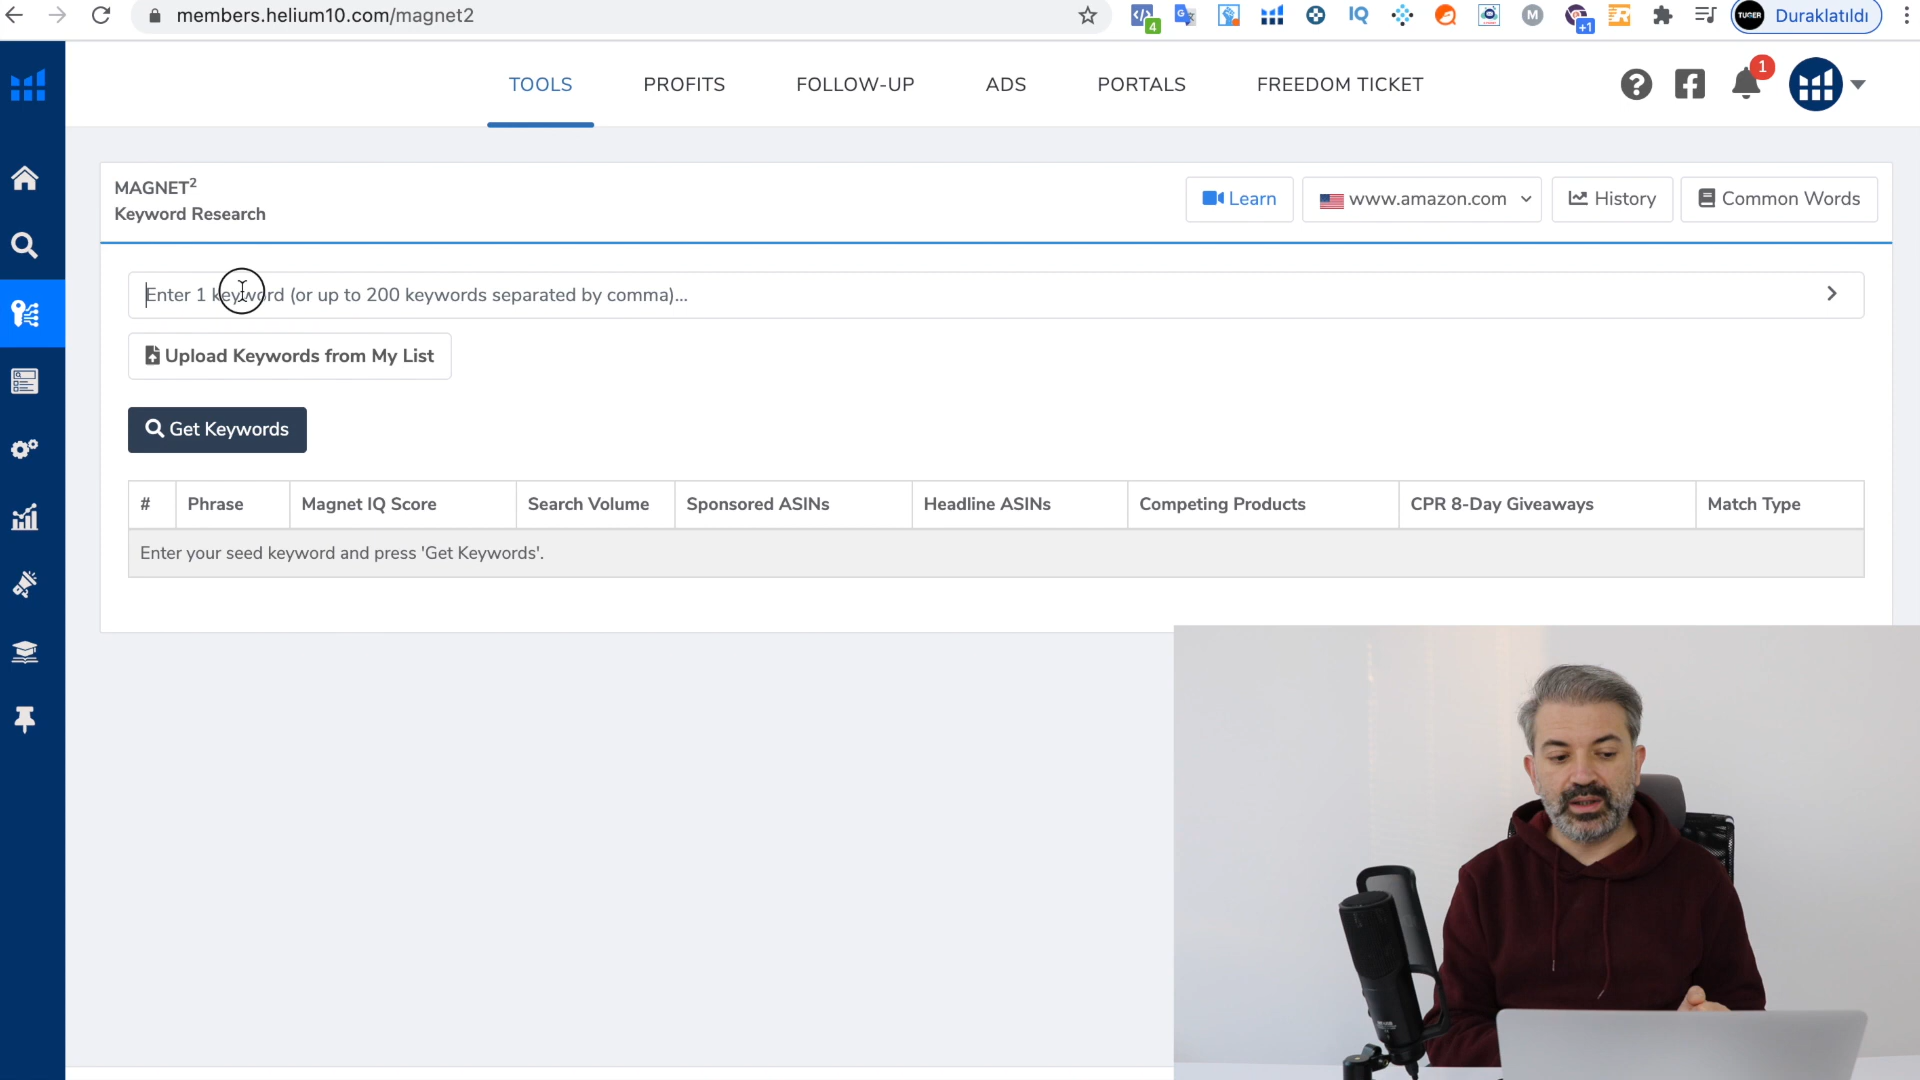 members.helium10.com/magnet2
4
IQ
M
+1
TUNER
Duraklatıldı
TOOLS
PROFITS
FOLLOW-UP
ADS
PORTALS
FREEDOM TICKET
1
MAGNET²
Keyword Research
Learn
www.amazon.com
History
Common Words
Enter 1 keyword (or up to 200 keywords separated by comma)...
Upload Keywords from My List
Get Keywords
# Phrase Magnet IQ Score Search Volume Sponsored ASINs Headline ASINs Competing Products CPR 8-Day Giveaways Match Type
Enter your seed keyword and press 'Get Keywords'.